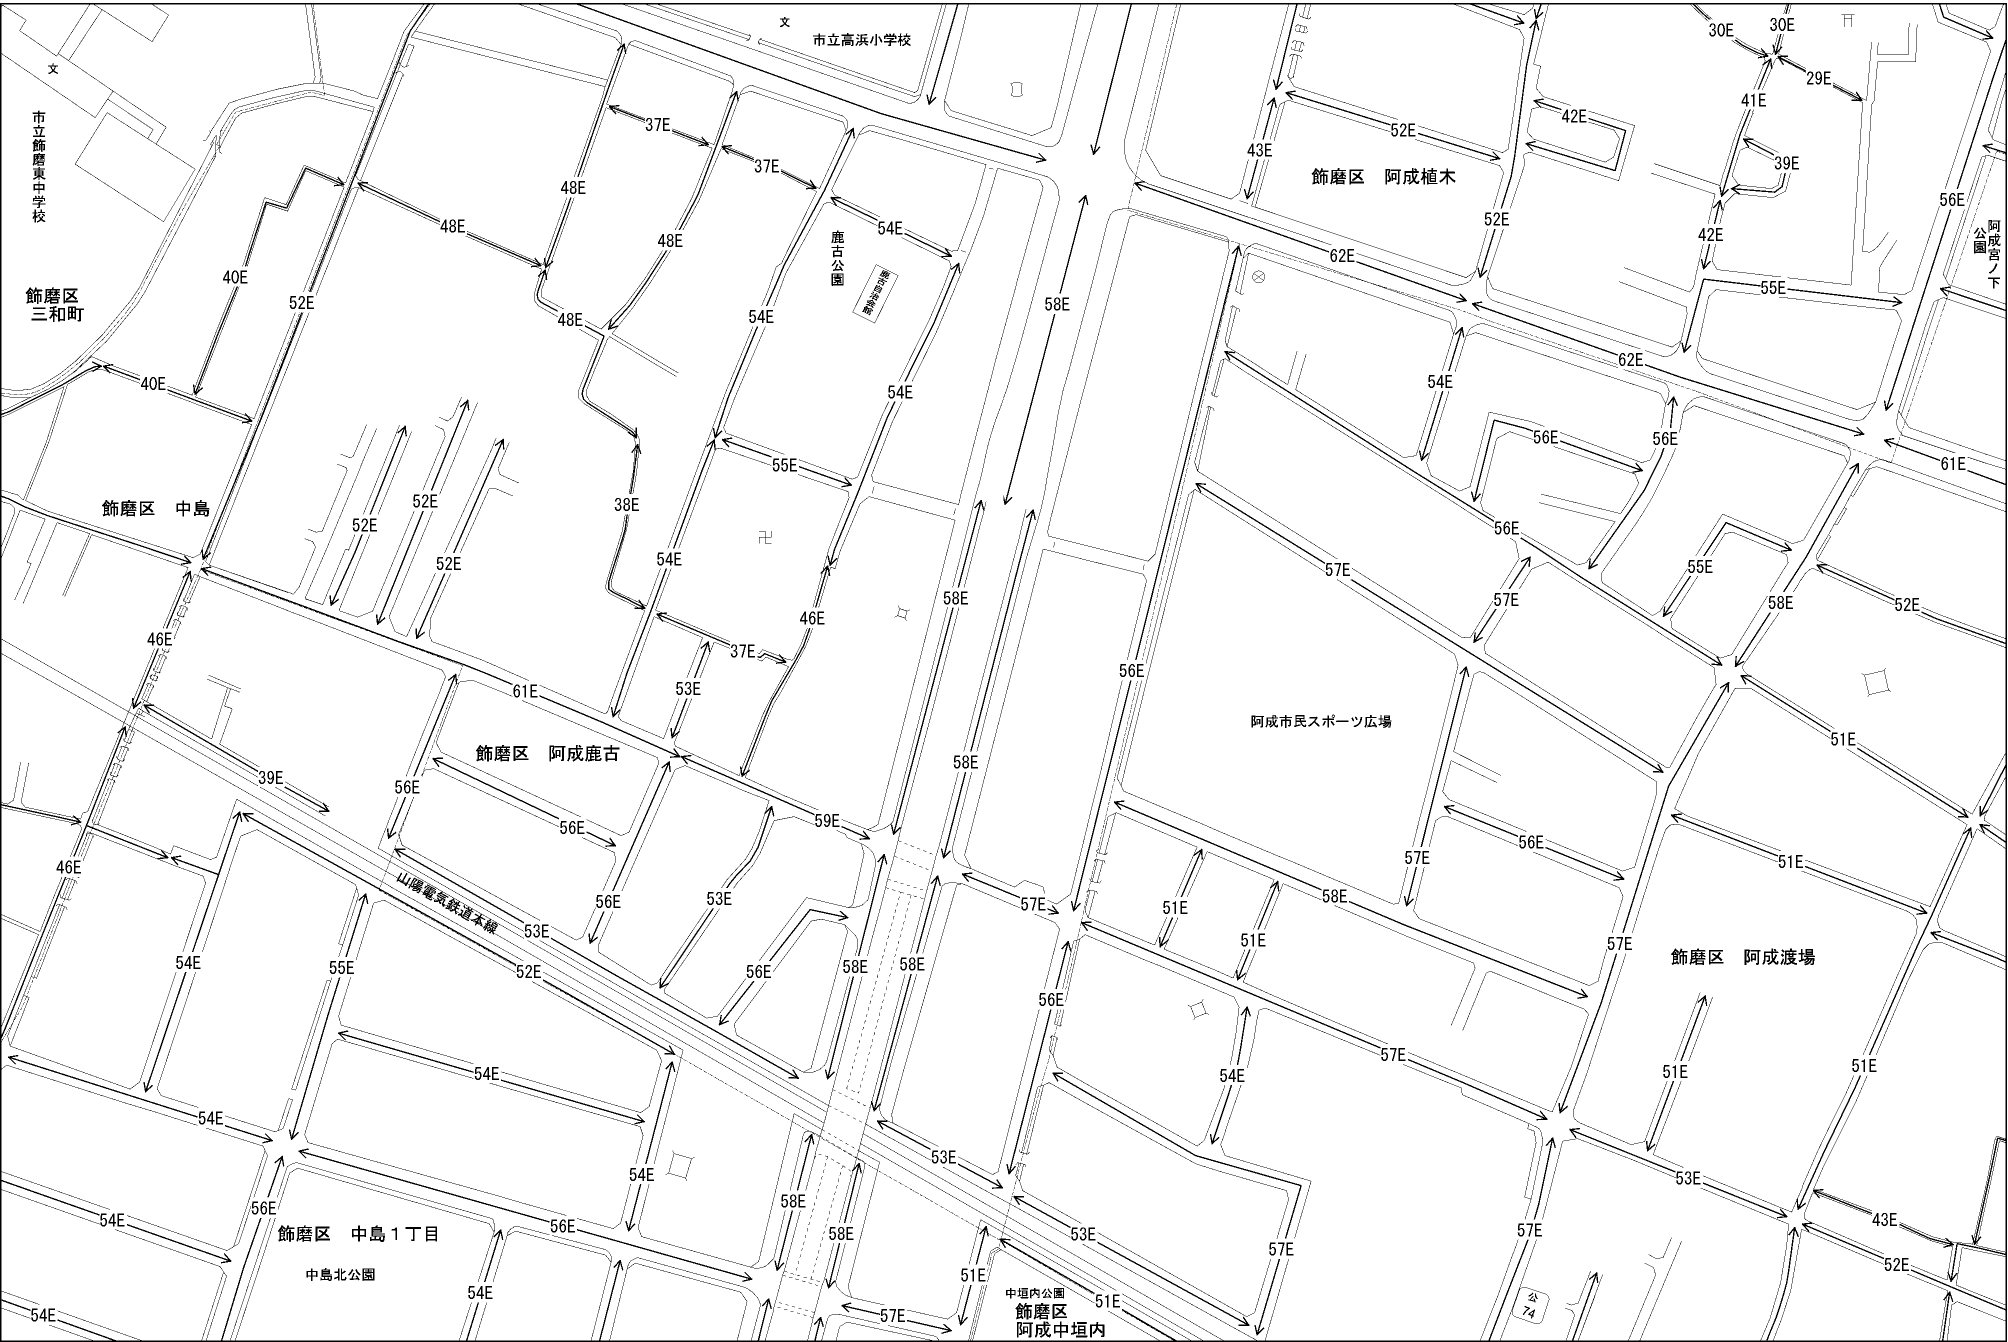 文
市立高浜小学校
30E
30E
文
29E
41E
42E
37E
52E
43E
39E
37E
市立飾磨東中学校
飾磨区　阿成植木
48E
56E
52E
48E
54E
48E
42E
阿成宮ノ下
公園
鹿古公園
62E
40E
鹿古自治会館
55E
飾磨区
三和町
52E
58E
54E
48E
62E
40E
54E
54E
56E
56E
55E
61E
52E
38E
飾磨区　中島
52E
56E
54E
52E
57E
55E
58E
57E
52E
58E
46E
46E
37E
56E
53E
61E
阿成市民スポーツ広場
51E
飾磨区　阿成鹿古
58E
39E
56E
59E
56E
56E
57E
51E
46E
山陽電気鉄道本線
53E
56E
58E
57E
51E
53E
51E
57E
飾磨区　阿成渡場
54E
55E
52E
56E
58E
58E
56E
57E
51E
54E
54E
51E
54E
53E
53E
54E
58E
56E
54E
56E
43E
飾磨区　中島１丁目
58E
53E
57E
57E
52E
中島北公園
51E
54E
中垣内公園
51E
公
74
54E
57E
飾磨区
阿成中垣内